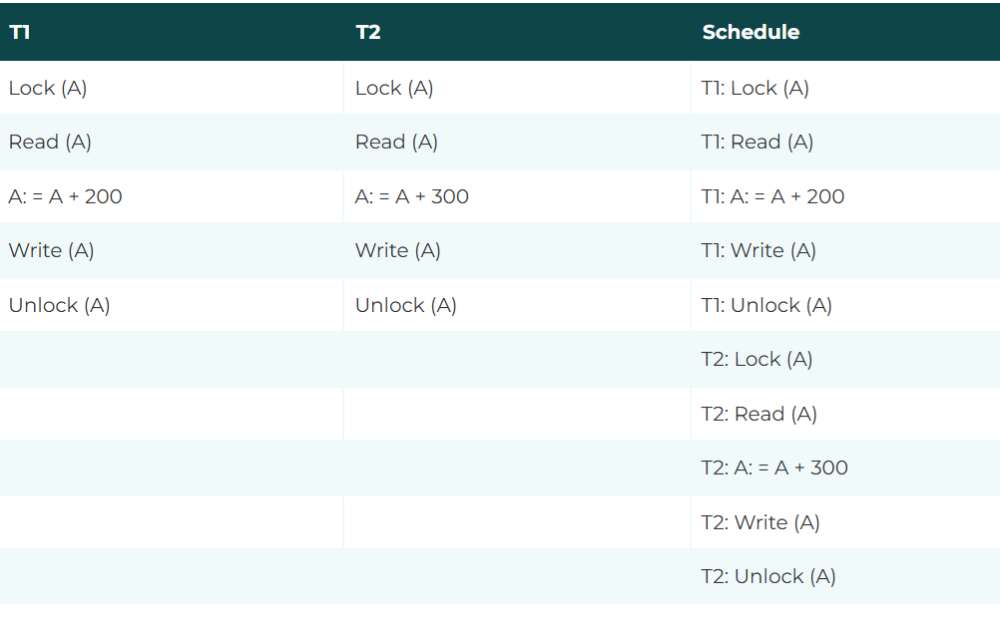 T1 T2 Schedule
Lock (A) Lock (A) T1: Lock (A)
Read (A) Read (A) T1: Read (A)
A: = A + 200 A: = A + 300 T1: A: = A + 200
Write (A) Write (A) T1: Write (A)
Unlock (A) Unlock (A) T1: Unlock (A)
T2: Lock (A)
T2: Read (A)
T2: A: = A + 300
T2: Write (A)
T2: Unlock (A)